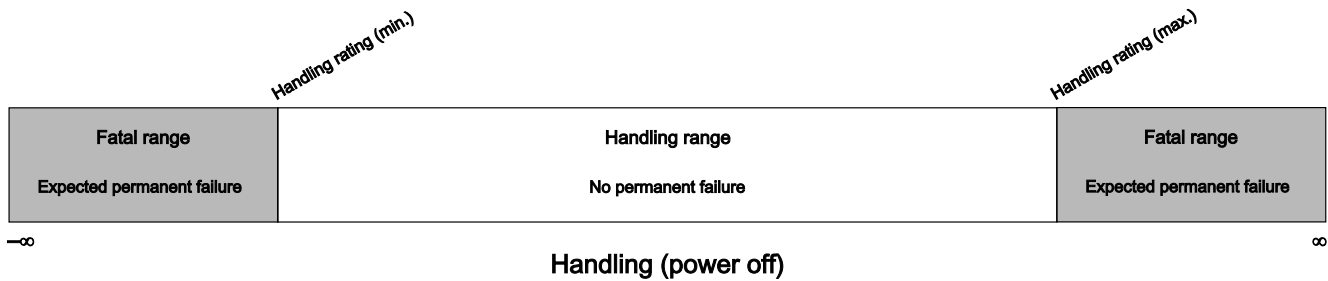 Handling rating (min.)
Handling rating (max.)
Fatal range
Handling range
Fatal range
Expected permanent failure
No permanent failure
Expected permanent failure
–∞
∞
Handling (power off)